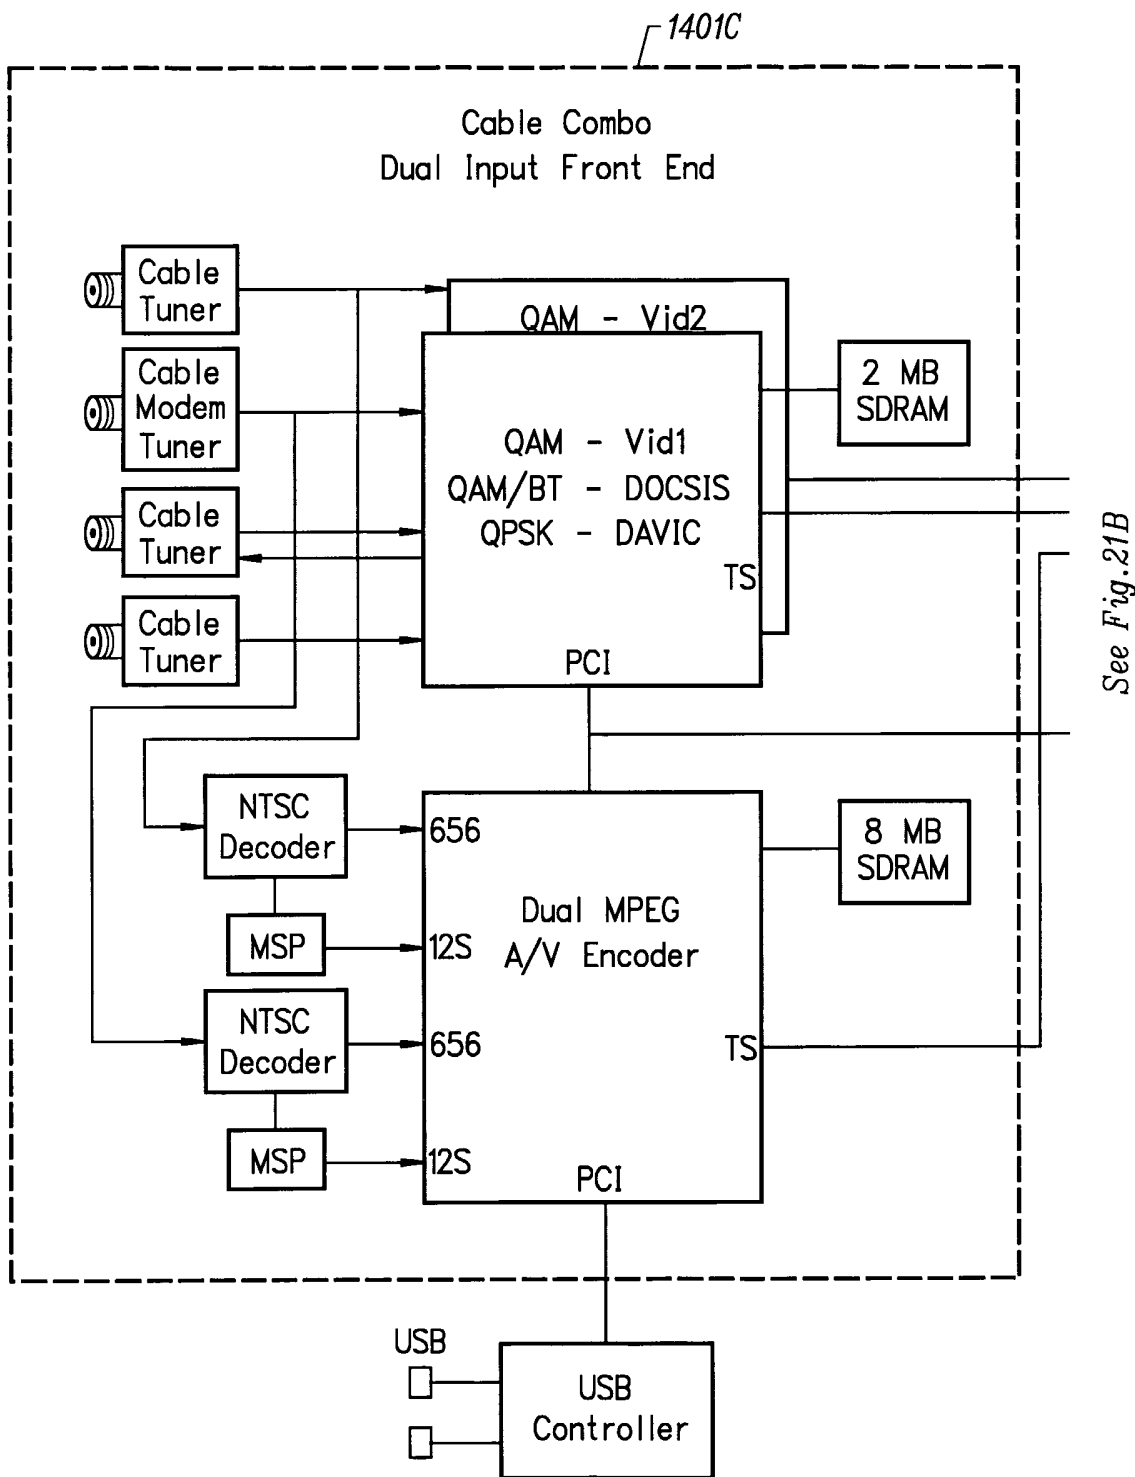 1401C
Cable Combo
Dual Input Front End
Cable
Tuner
QAM - Vid2
Cable
Modem
Tuner
2 MB
SDRAM
QAM - Vid1
QAM/BT - DOCSIS
QPSK - DAVIC
Cable
Tuner
TS
Cable
Tuner
PCI
See Fig.21B
NTSC
Decoder
656
8 MB
SDRAM
Dual MPEG
A/V Encoder
MSP
12S
NTSC
Decoder
656
TS
MSP
12S
PCI
USB
USB
Controller